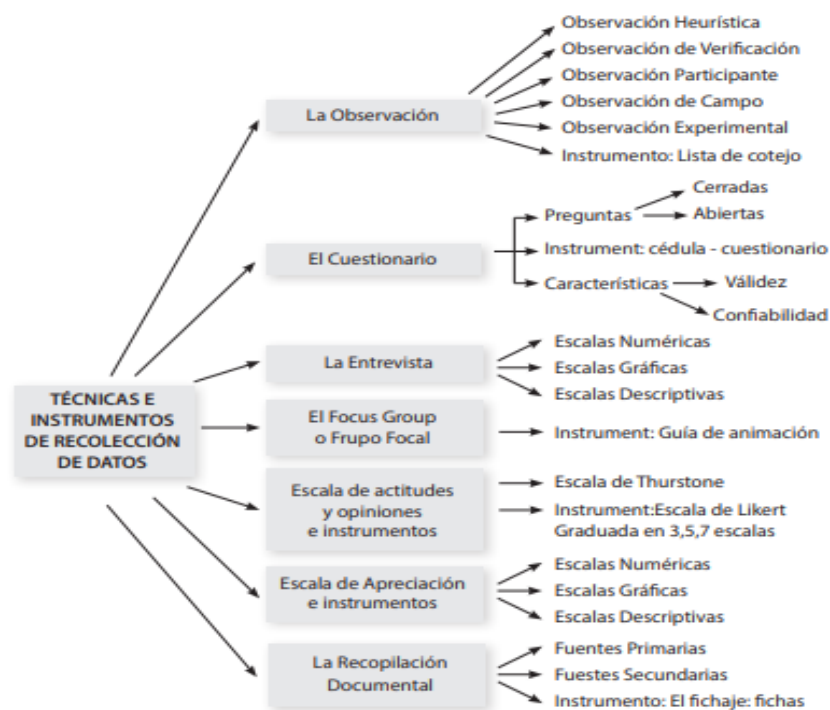 Observación Heurística
Observación de Verificación
Observación Participante
La Observación
Observación de Campo
Observación Experimental
Instrumento: Lista de cotejo
Cerradas
Preguntas
Abiertas
El Cuestionario
Instrument: cédula - cuestionario
Características
Válidez
Confiabilidad
Escalas Numéricas
La Entrevista
Escalas Gráficas
Escalas Descriptivas
TÉCNICAS E
INSTRUMENTOS
DE RECOLECCIÓN
DE DATOS
El Focus Group
o Frupo Focal
Instrument: Guía de animación
Escala de actitudes
y opiniones
e instrumentos
Escala de Thurstone
Instrument:Escala de Likert
Graduada en 3,5,7 escalas
Escala de Apreciación
e instrumentos
Escalas Numéricas
Escalas Gráficas
Escalas Descriptivas
La Recopilación
Documental
Fuentes Primarias
Fuestes Secundarias
Instrumento: El fichaje: fichas